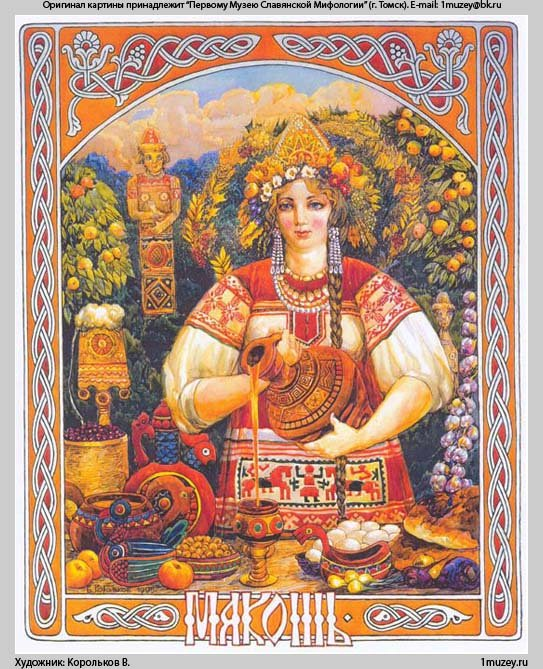 Оригинал картины принадлежит "Первому Музею Славянской Мифологии" (г. Томск). E-mail: 1muzey@bk.ru
МАКОШЬ
Художник: Корольков В. 1muzey.ru